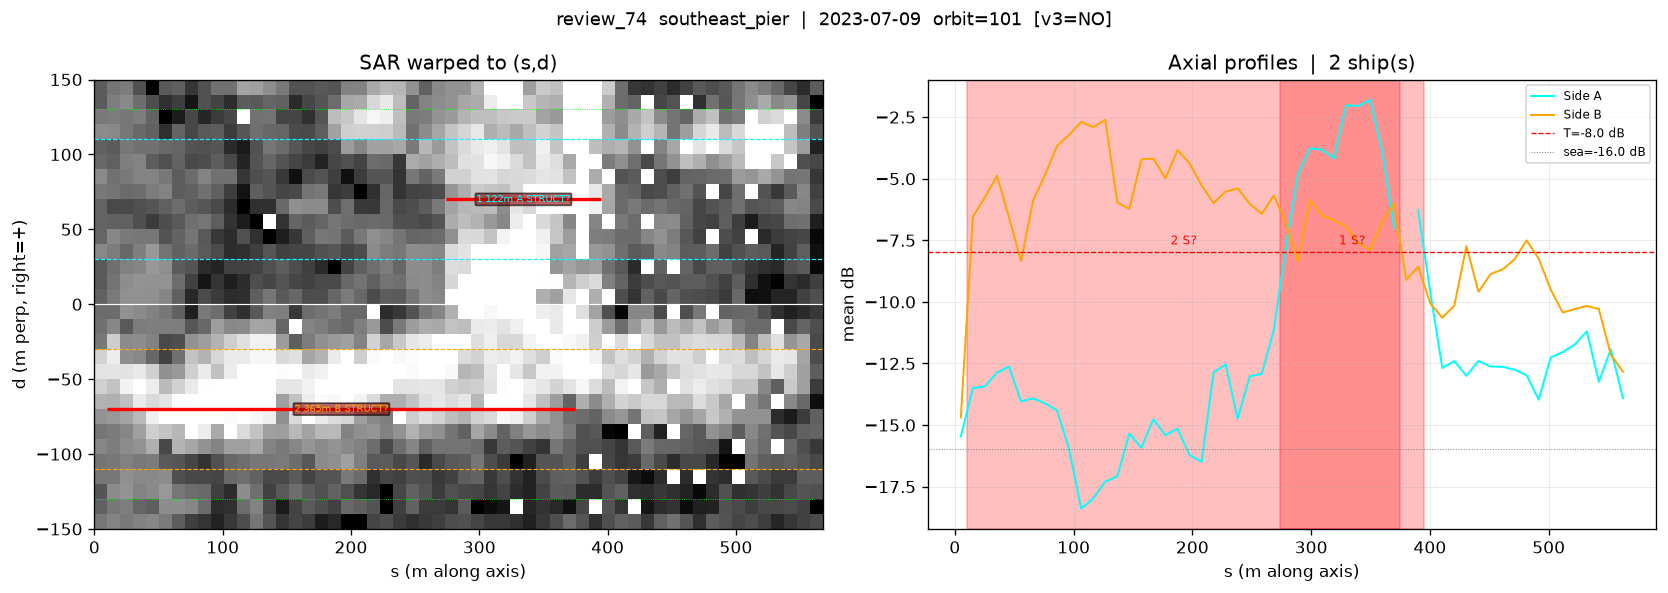 review_74  southeast_pier  |  2023-07-09  orbit=101  [v3=NO]
SAR warped to (s,d)
150
100
50
0
−50
−100
−150
d (m perp, right=+)
1 122m A STRUCT?
2 365m B STRUCT?
0
100
200
300
400
500
s (m along axis)
Axial profiles  |  2 ship(s)
−2.5
−5.0
−7.5
−10.0
−12.5
−15.0
−17.5
mean dB
2 S?
1 S?
Side A
Side B
T=-8.0 dB
sea=-16.0 dB
0
100
200
300
400
500
s (m along axis)